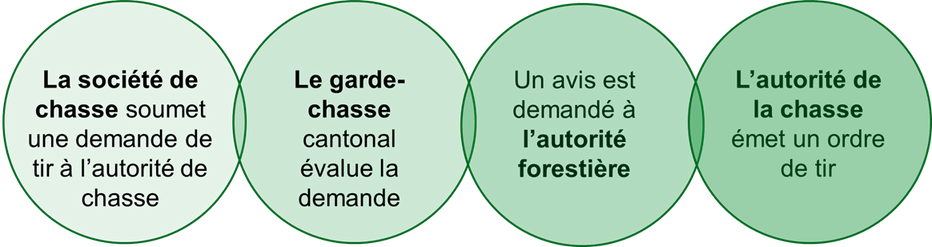 La société de
chasse soumet
une demande de
tir à l’autorité de
chasse
Le garde-
chasse
cantonal
évalue la
demande
Un avis est
demandé à
l’autorité
forestière
L’autorité de
la chasse
émet un ordre
de tir